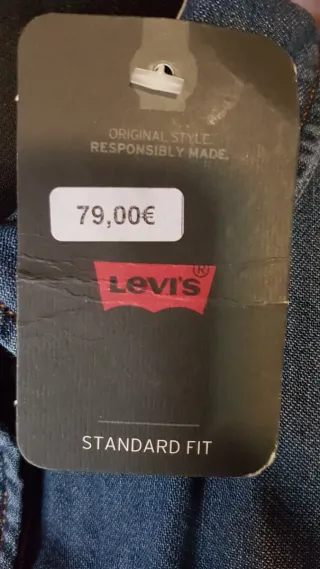 ORIGINAL STYLE.
RESPONSIBLY MADE.
79,00€
LEVI'S ®
STANDARD FIT